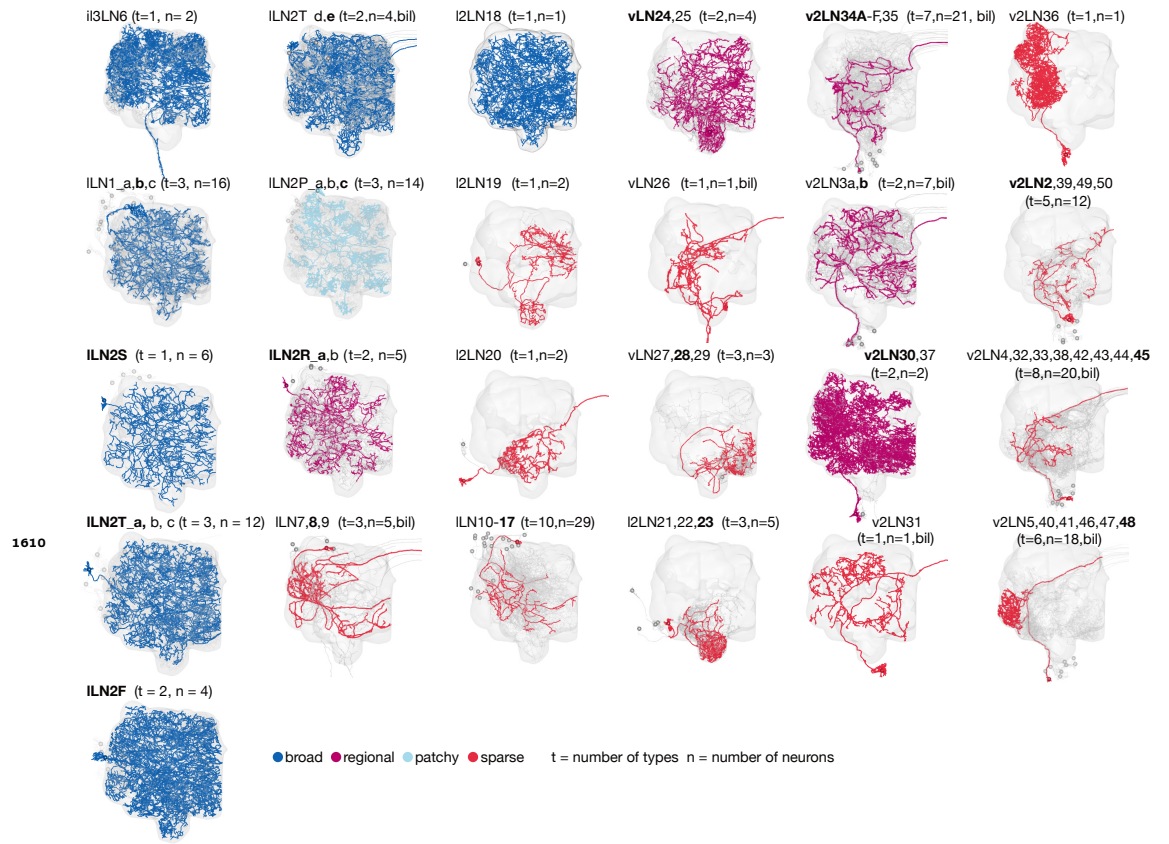 il3LN6 (t=1, n= 2)
lLN2T_d,e (t=2,n=4,bil)
l2LN18 (t=1,n=1)
vLN24,25 (t=2,n=4)
il2LN34A-F,35 (t=7,n=21, bil)
v2LN36 (t=1,n=1)
lLN1_a,b,c (t=3, n=16)
lLN2P_a,b,c (t=3, n=14)
l2LN19 (t=1,n=2)
vLN26 (t=1,n=1,bil)
v2LN3a,b (t=2,n=7,bil)
v2LN2,39,49,50
(t=5,n=12)
lLN2S (t = 1, n = 6)
lLN2R_a,b (t=2, n=5)
l2LN20 (t=1,n=2)
vLN27,28,29 (t=3,n=3)
v2LN30,37
(t=2,n=2)
v2LN4,32,33,38,42,43,44,45
(t=8,n=20,bil)
1610
lLN2T_a, b, c (t = 3, n = 12)
lLN7,8,9 (t=3,n=5,bil)
lLN10-17 (t=10,n=29)
l2LN21,22,23 (t=3,n=5)
v2LN31
(t=1,n=1,bil)
v2LN5,40,41,46,47,48
(t=6,n=18,bil)
lLN2F (t = 2, n = 4)
broad regional patchy sparse t = number of types n = number of neurons